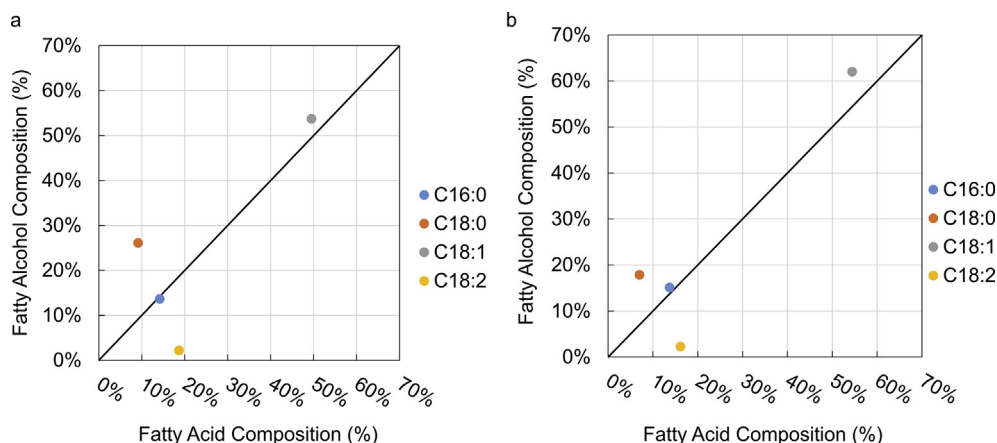 a
70%
60%
50%
40%
30%
20%
10%
0%
Fatty Alcohol Composition (%)
0% 10% 20% 30% 40% 50% 60% 70%
Fatty Acid Composition (%)
C16:0
C18:0
C18:1
C18:2
b
70%
60%
50%
40%
30%
20%
10%
0%
Fatty Alcohol Composition (%)
0% 10% 20% 30% 40% 50% 60% 70%
Fatty Acid Composition (%)
C16:0
C18:0
C18:1
C18:2